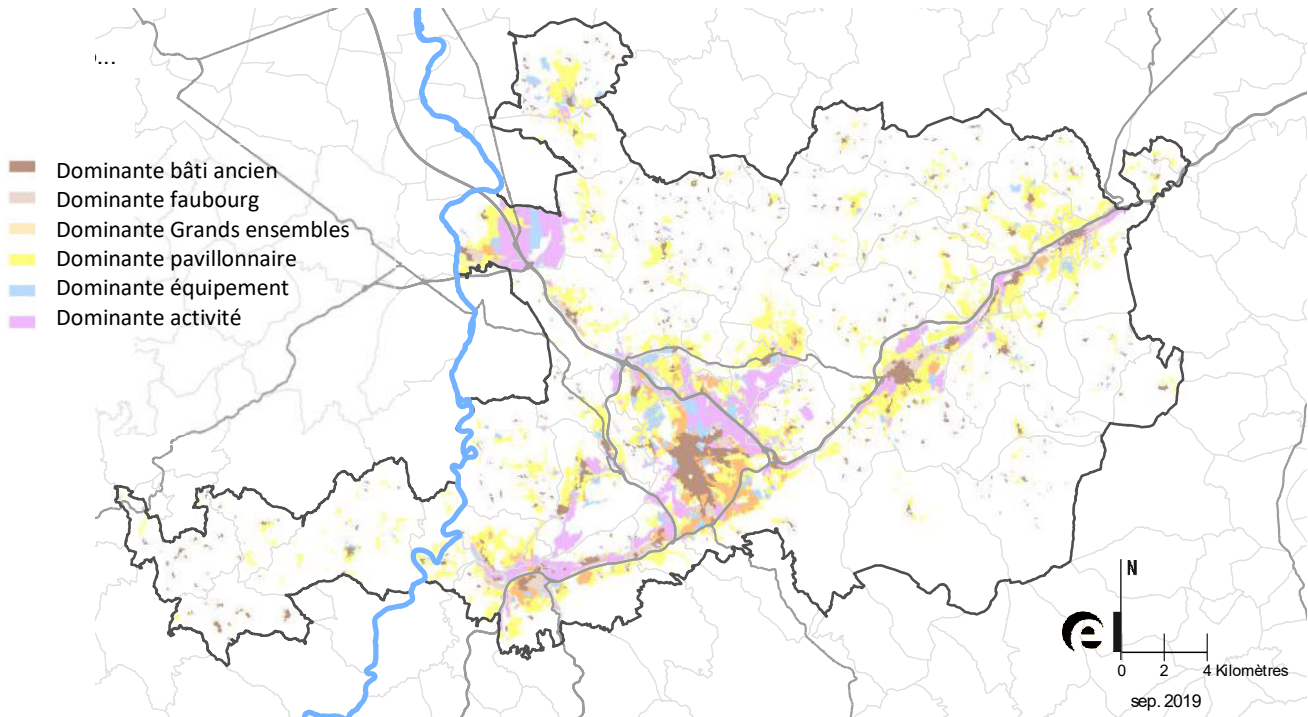 ...
Dominante bâti ancien
Dominante faubourg
Dominante Grands ensembles
Dominante pavillonnaire
Dominante équipement
Dominante activité
N
0 2 4 Kilomètres
sep. 2019